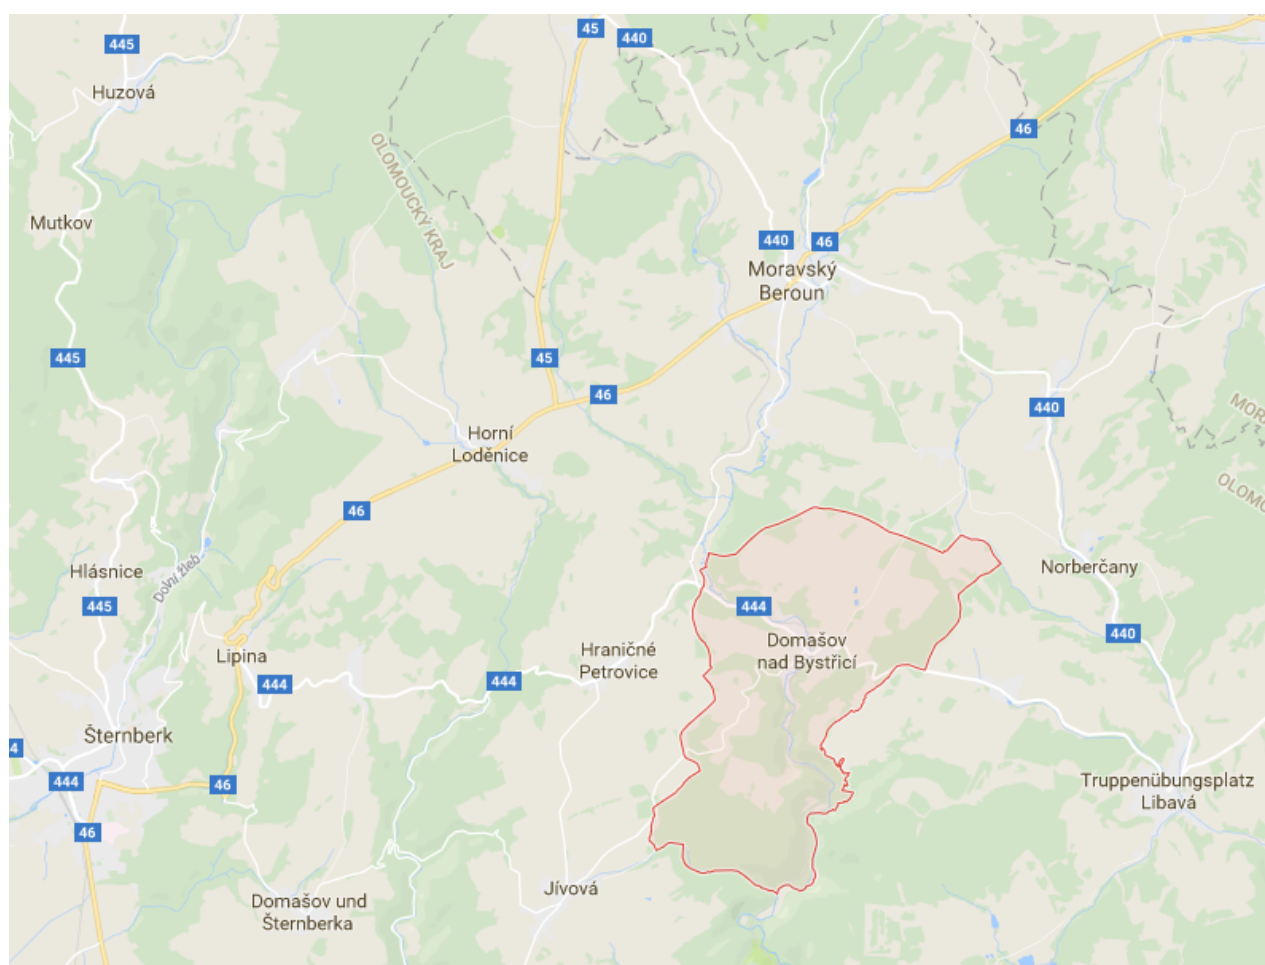 45
440
445
Huzová
46
OLOMOUCKÝ KRAJ
Mutkov
440
46
Moravský
Beroun
445
45
46
440
MOR
Horní
Loděnice
OLOMO
46
Dolní žleb
Hlásnice
Norberčany
445
444
440
Domašov
nad Bystřicí
Hraničné
Petrovice
Lipina
444
444
Šternberk
4
444
46
Truppenübungsplatz
Libavá
46
Jívová
Domašov und
Šternberka